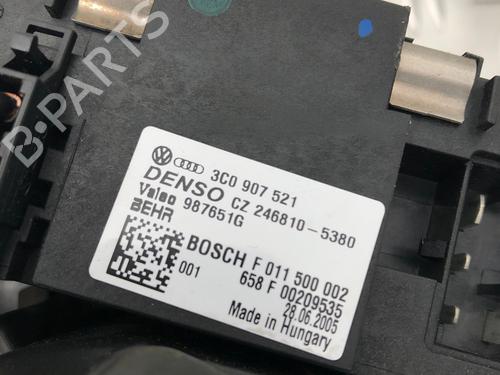 B-PARTS
3C0 907 521
DENSO CZ 246810-5380
Valeo 987651G
BEHR
BOSCH F 011 500 002
001 658 F 00209535
28.06.2005
Made in Hungary